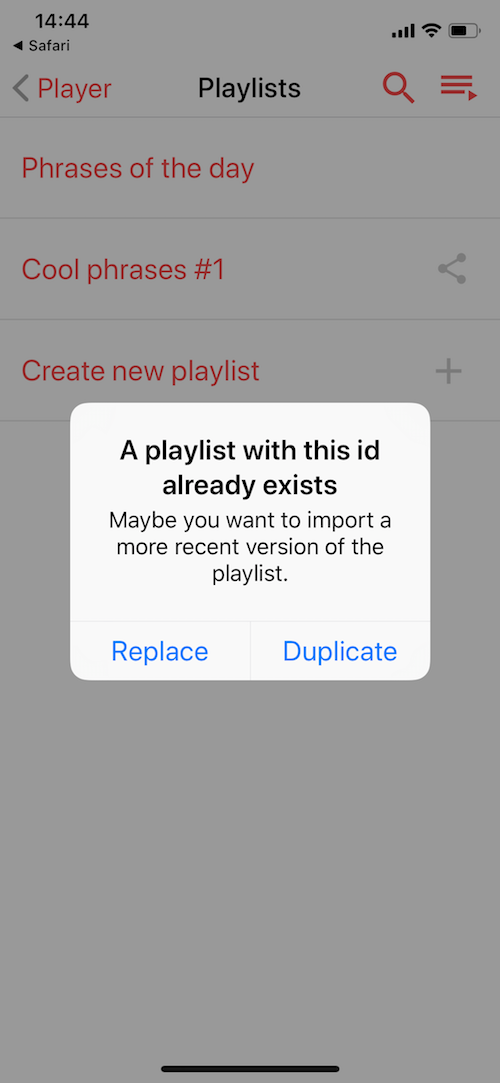 14:44
◀ Safari
Player
Playlists
Phrases of the day
Cool phrases #1
Create new playlist
A playlist with this id
already exists
Maybe you want to import a
more recent version of the
playlist.
Replace
Duplicate